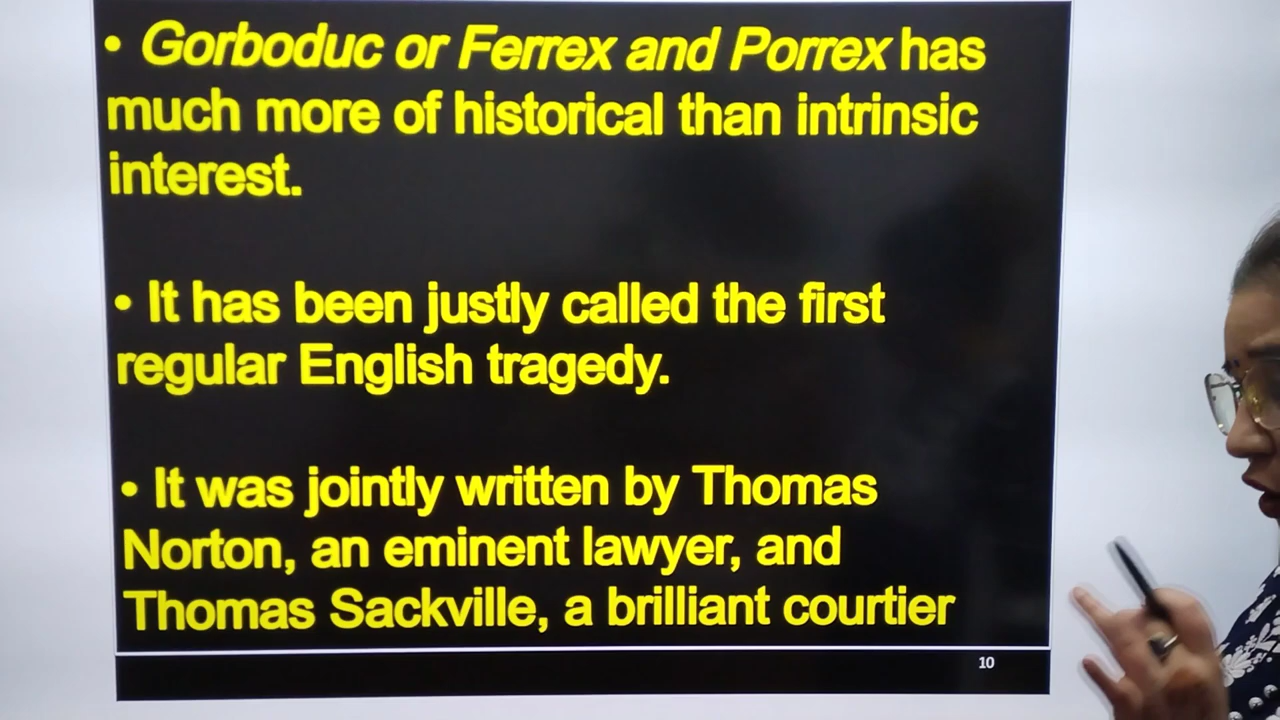 • Gorboduc or Ferrex and Porrex has
much more of historical than intrinsic
interest.
• It has been justly called the first
regular English tragedy.
• It was jointly written by Thomas
Norton, an eminent lawyer, and
Thomas Sackville, a brilliant courtier
10